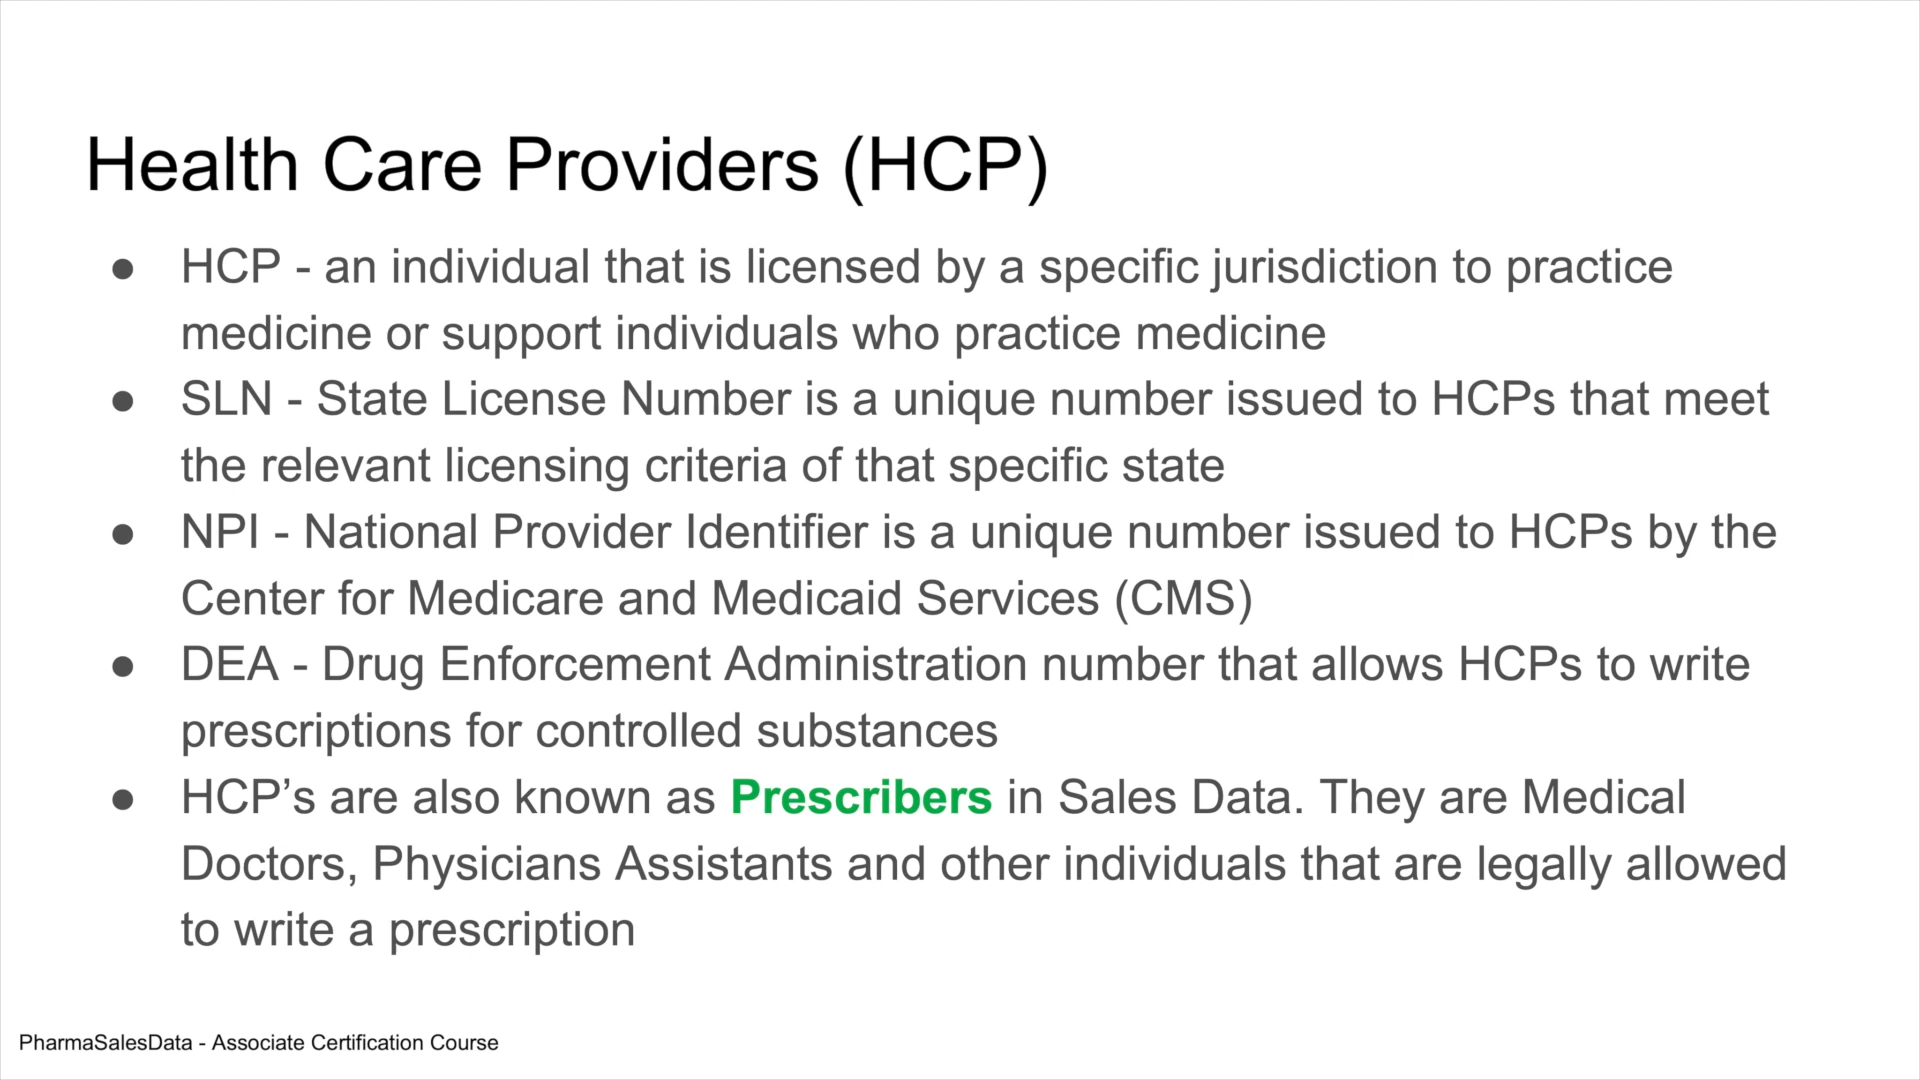 Health Care Providers (HCP)
● HCP - an individual that is licensed by a specific jurisdiction to practice
medicine or support individuals who practice medicine
● SLN - State License Number is a unique number issued to HCPs that meet
the relevant licensing criteria of that specific state
● NPI - National Provider Identifier is a unique number issued to HCPs by the
Center for Medicare and Medicaid Services (CMS)
● DEA - Drug Enforcement Administration number that allows HCPs to write
prescriptions for controlled substances
● HCP’s are also known as Prescribers in Sales Data. They are Medical
Doctors, Physicians Assistants and other individuals that are legally allowed
to write a prescription
PharmaSalesData - Associate Certification Course